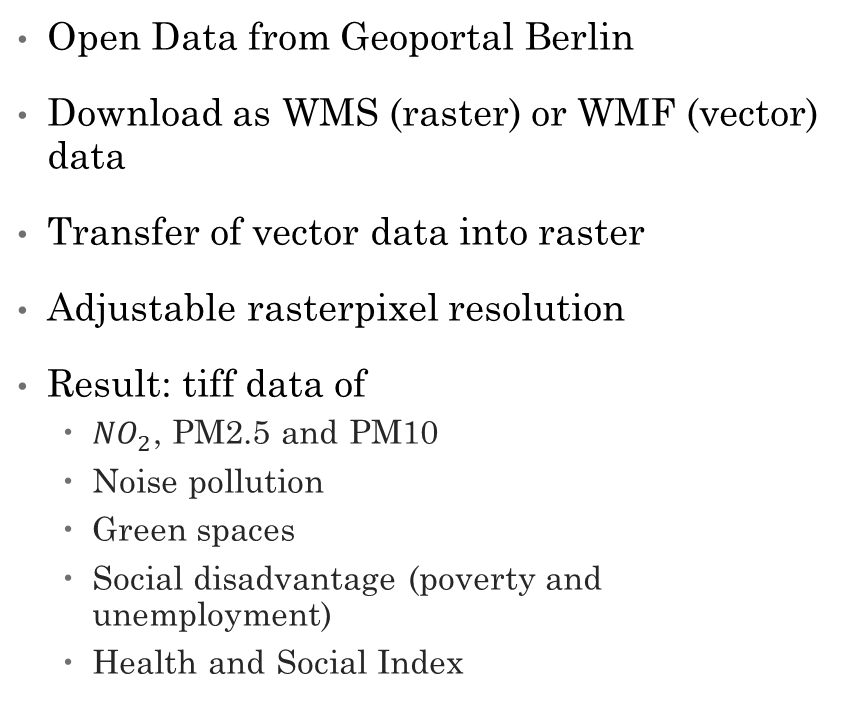 • Open Data from Geoportal Berlin
• Download as WMS (raster) or WMF (vector)
data
• Transfer of vector data into raster
• Adjustable rasterpixel resolution
• Result: tiff data of
• NO₂, PM2.5 and PM10
• Noise pollution
• Green spaces
• Social disadvantage (poverty and
unemployment)
• Health and Social Index